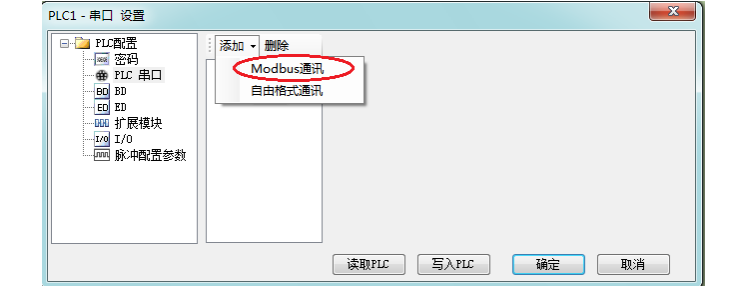 PLC1 - 串口 设置
PLC配置
密码
PLC 串口
BD BD
ED ED
扩展模块
I/O I/O
脉冲配置参数
添加 删除
Modbus通讯
自由格式通讯
读取PLC 写入PLC 确定 取消